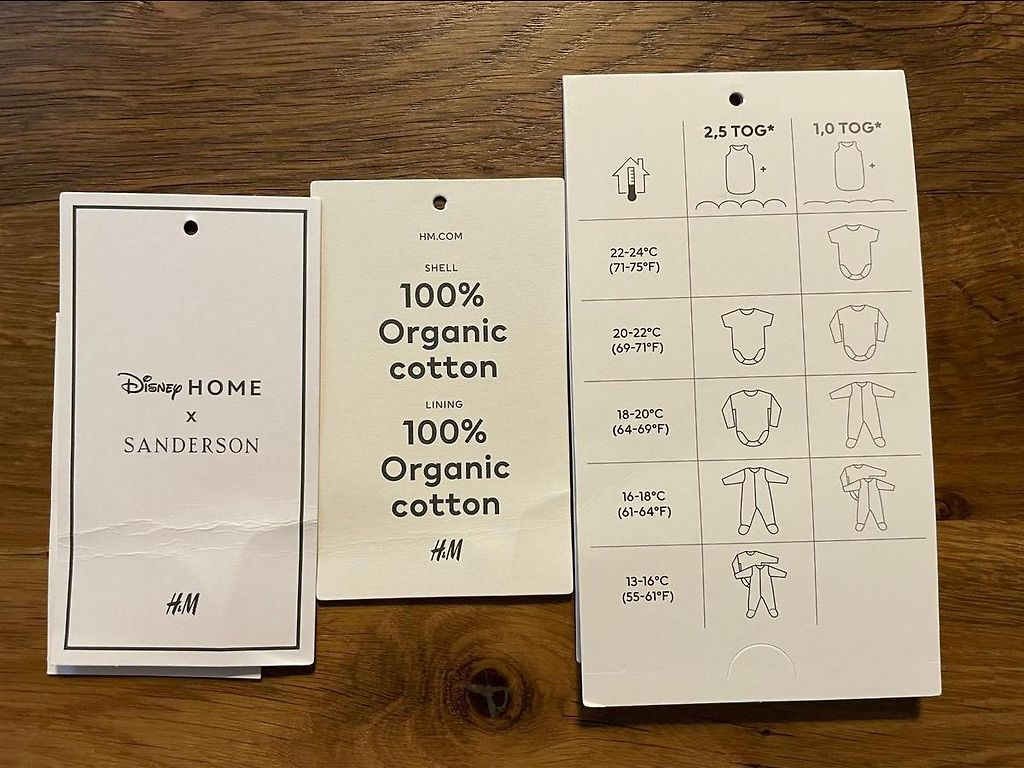 Disney HOME
x
SANDERSON
H&M
HM.COM
SHELL
100%
Organic
cotton
LINING
100%
Organic
cotton
H&M
2,5 TOG* 1,0 TOG*
+ +
22-24°C
(71-75°F)
20-22°C
(69-71°F)
18-20°C
(64-69°F)
16-18°C
(61-64°F)
13-16°C
(55-61°F)